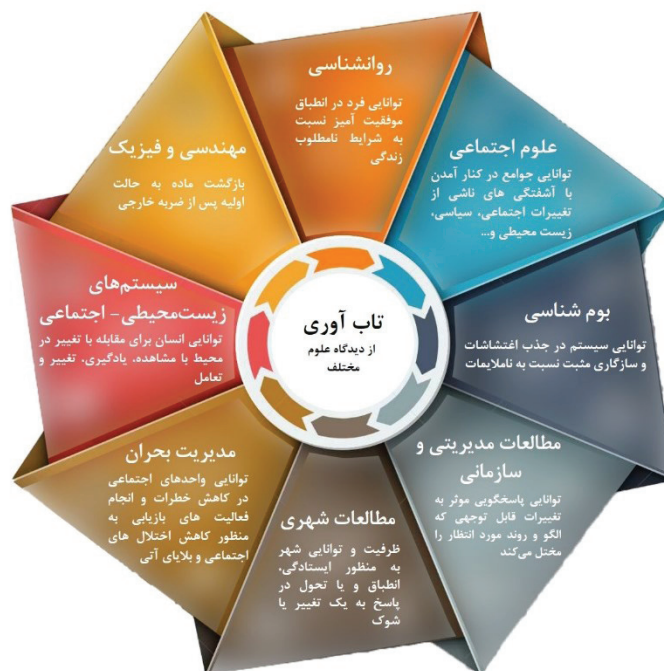 تاب آوری
از دیدگاه علوم
مختلف
روانشناسی
توانایی فرد در انطباق
موفقیت آمیز نسبت
به شرایط نامطلوب
زندگی
علوم اجتماعی
توانایی جوامع در کنار آمدن
با آشفتگی های ناشی از
تغییرات اجتماعی، سیاسی،
زیست محیطی و...
بوم شناسی
توانایی سیستم در جذب اغتشاشات
و سازگاری مثبت نسبت به ناملایمات
مطالعات مدیریتی و
سازمانی
توانایی پاسخگویی موثر به
تغییرات قابل توجهی که
الگو و روند مورد انتظار را
مختل می‌کند
مطالعات شهری
ظرفیت و توانایی شهر
به منظور ایستادگی،
انطباق و یا تحول در
پاسخ به یک تغییر یا
شوک
مدیریت بحران
توانایی واحدهای اجتماعی
در کاهش خطرات و انجام
فعالیت های بازیابی به
منظور کاهش اختلال های
اجتماعی و بلایای آتی
سیستم‌های
زیست‌محیطی- اجتماعی
توانایی انسان برای مقابله با تغییر در
محیط با مشاهده، یادگیری، تغییر و
تعامل
مهندسی و فیزیک
بازگشت ماده به حالت
اولیه پس از ضربه خارجی